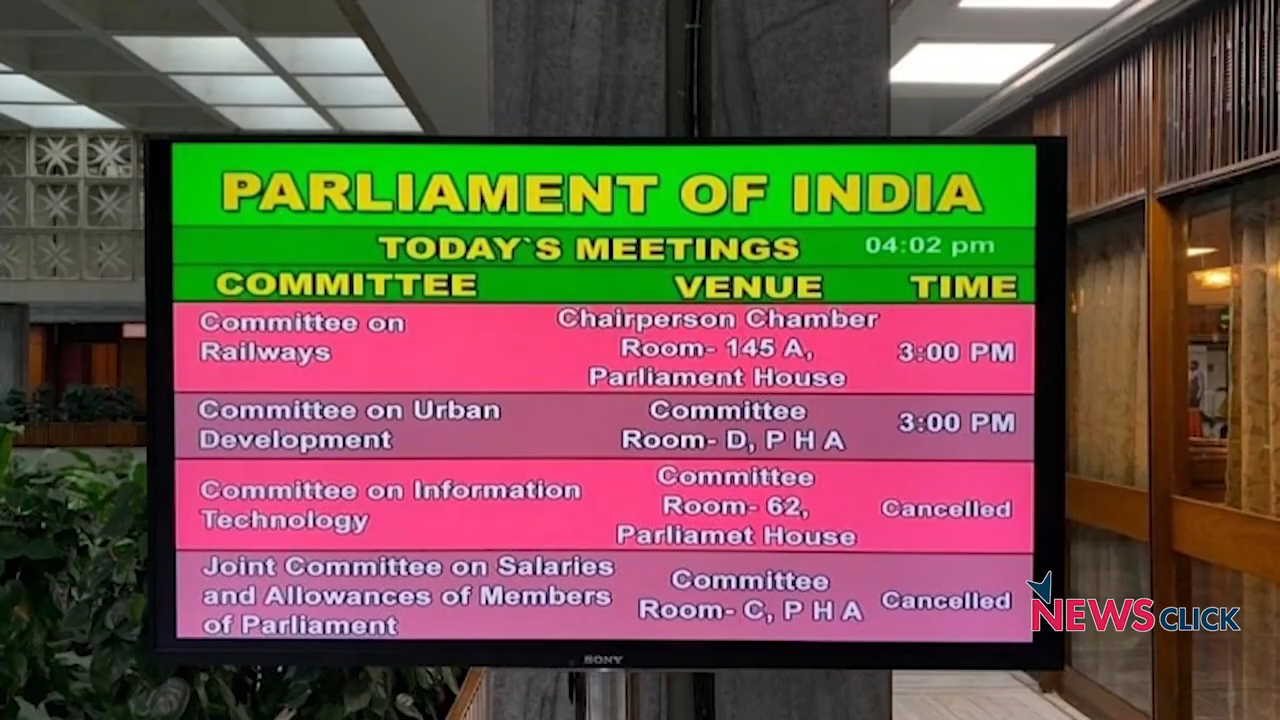 PARLIAMENT OF INDIA
TODAY`S MEETINGS 04:02 pm
COMMITTEE VENUE TIME
Committee on
Railways
Chairperson Chamber
Room- 145 A,
Parliament House
3:00 PM
Committee on Urban
Development
Committee
Room- D, P H A
3:00 PM
Committee on Information
Technology
Committee
Room- 62,
Parliamet House
Cancelled
Joint Committee on Salaries
and Allowances of Members
of Parliament
Committee
Room- C, P H A
Cancelled
NEWSCLICK
SONY